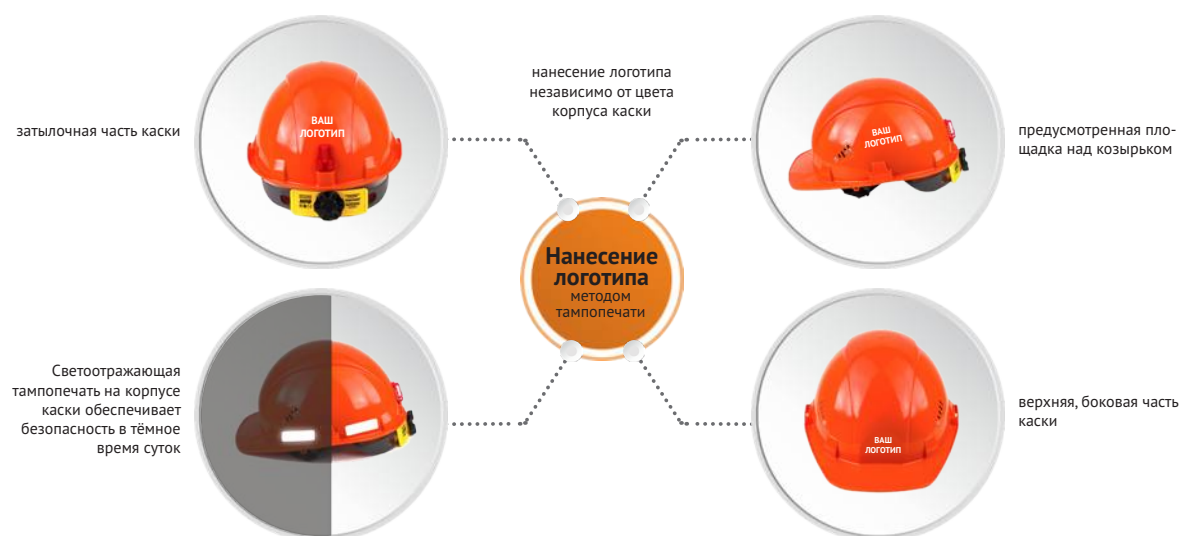 затылочная часть каски
ВАШ
ЛОГОТИП
нанесение логотипа
независимо от цвета
корпуса каски
ВАШ
ЛОГОТИП
предусмотренная пло-
щадка над козырьком
Нанесение
логотипа
методом
тампопечати
Светоотражающая
тампопечать на корпусе
каски обеспечивает
безопасность в тёмное
время суток
ВАШ
ЛОГОТИП
верхняя, боковая часть
каски